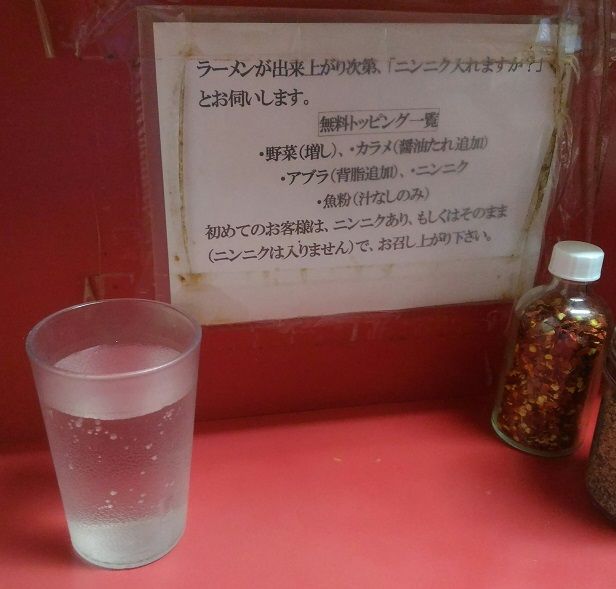 ラーメンが出来上がり次第、「ニンニク入れますか？」
とお伺いします。
無料トッピング一覧
・野菜（増し）、・カラメ（醤油たれ追加）
・アブラ（背脂追加）、・ニンニク
・魚粉（汁なしのみ）
初めてのお客様は、ニンニクあり、もしくはそのまま
（ニンニクは入りません）で、お召し上がり下さい。